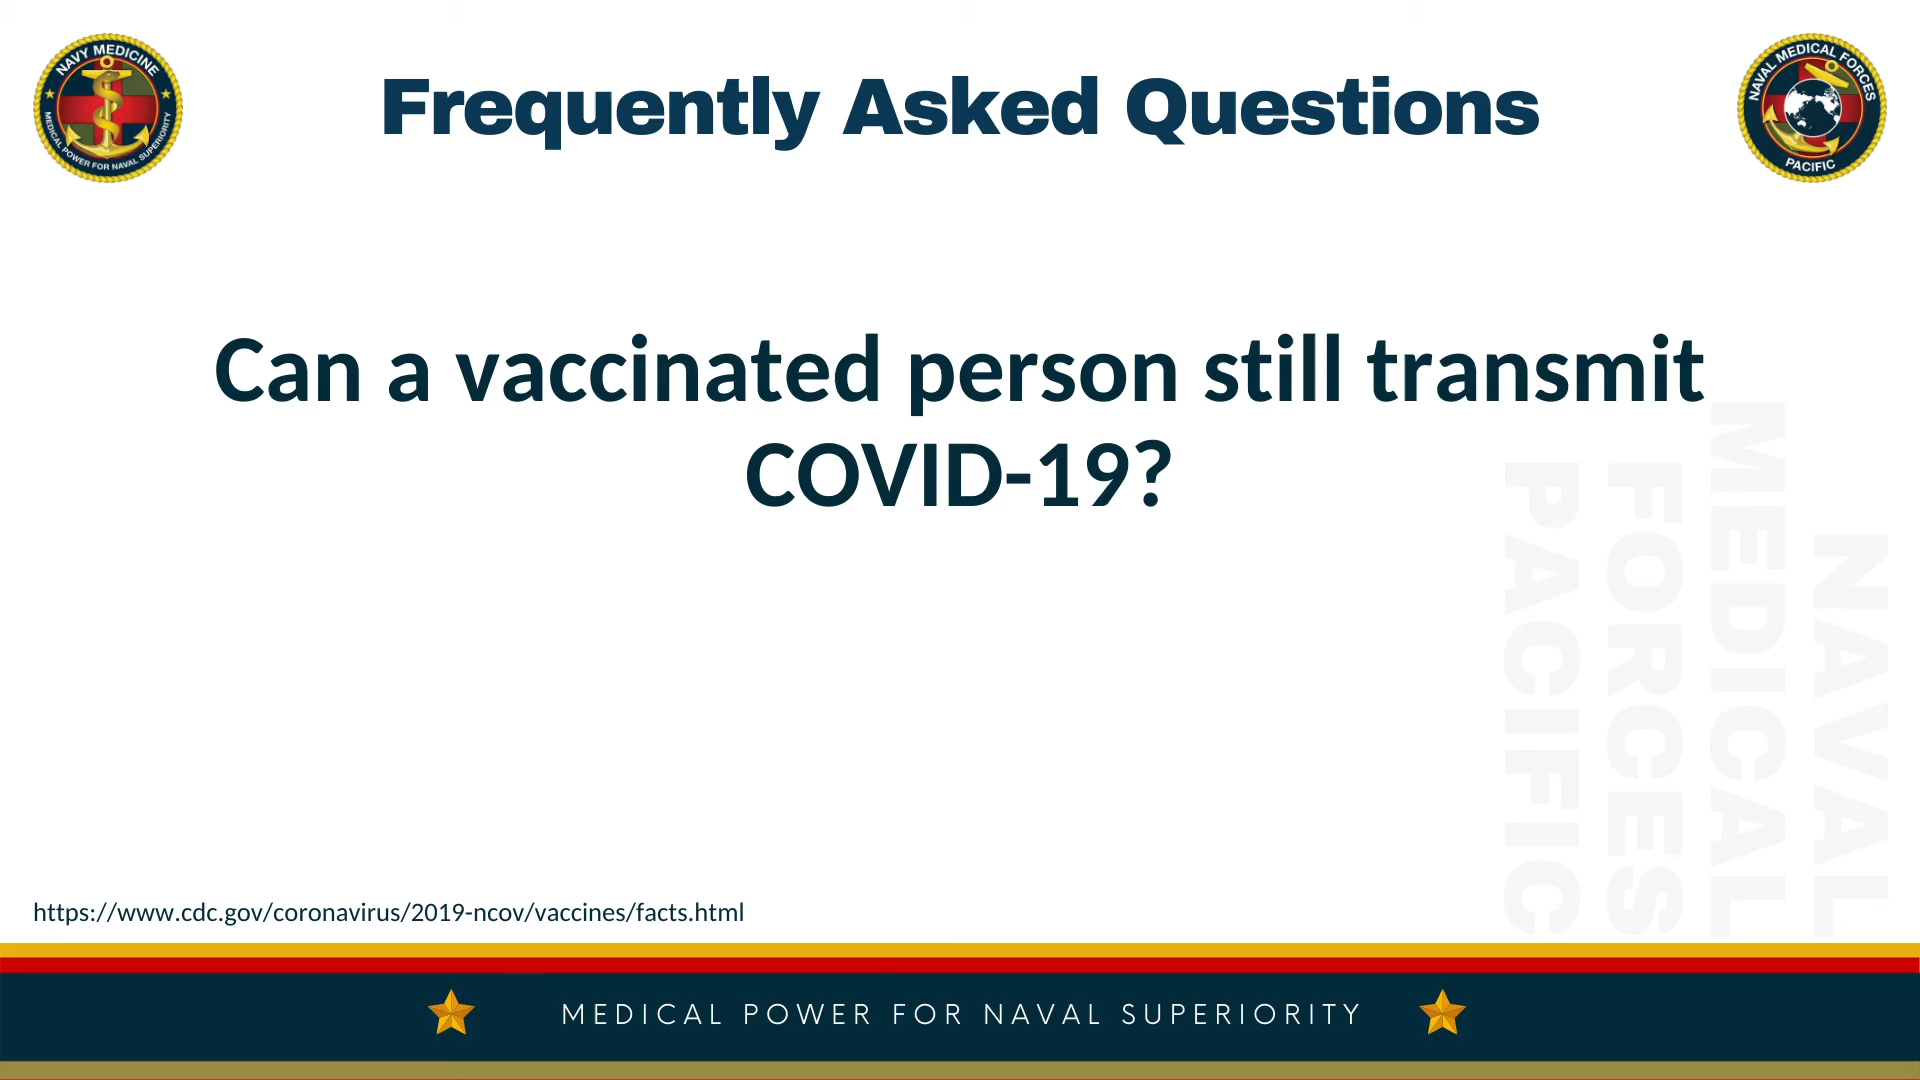 NAVY MEDICINE
MEDICAL POWER FOR NAVAL SUPERIORITY
Frequently Asked Questions
NAVAL MEDICAL FORCES
PACIFIC
Can a vaccinated person still transmit
COVID-19?
NAVAL
MEDICAL
FORCES
PACIFIC
https://www.cdc.gov/coronavirus/2019-ncov/vaccines/facts.html
MEDICAL POWER FOR NAVAL SUPERIORITY